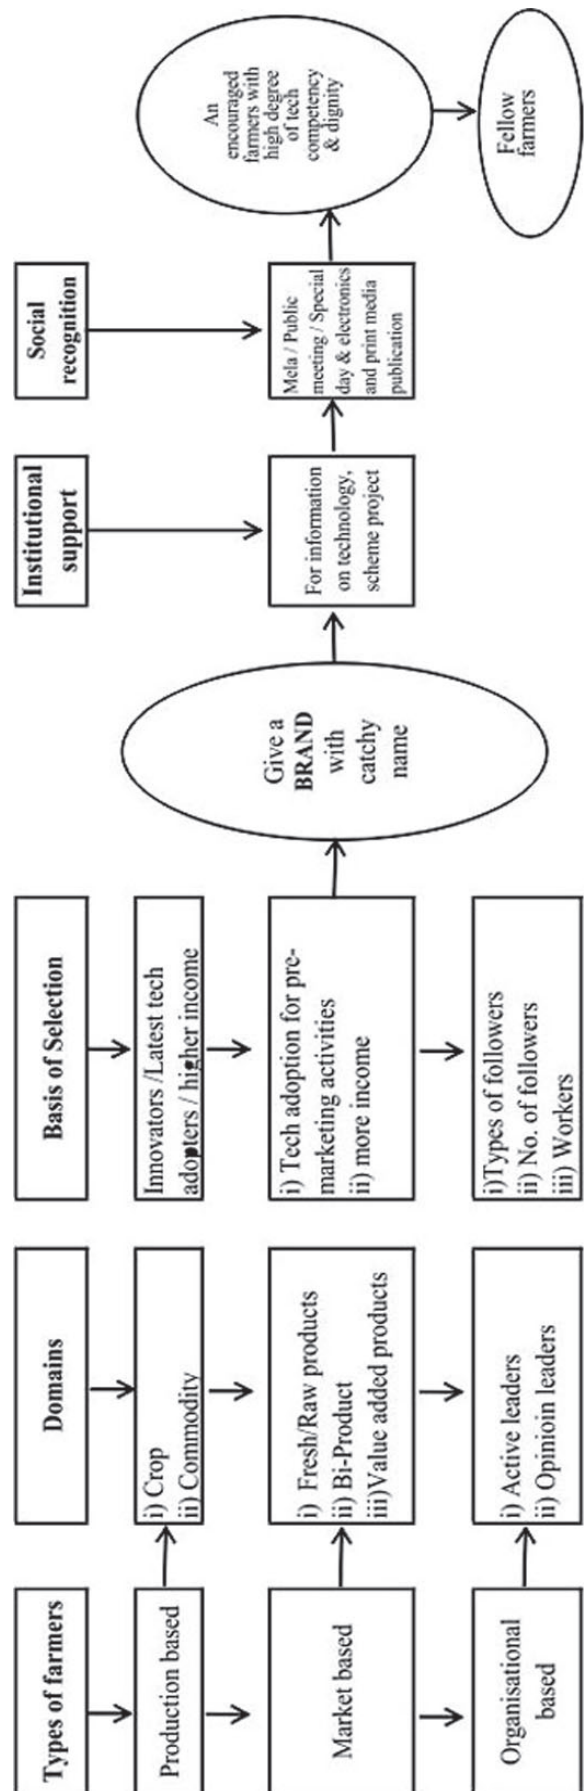 Types of farmers
Production based
Market based
Organisational
based
Domains
i) Crop
ii) Commodity
i) Fresh/Raw products
ii) Bi-Product
iii)Value added products
i) Active leaders
ii) Opinioin leaders
Basis of Selection
Innovators /Latest tech
adopters / higher income
i) Tech adoption for pre-
marketing activities
ii) more income
i)Types of followers
ii) No. of followers
iii) Workers
Give a
BRAND
with
catchy
name
Institutional
support
For information
on technology,
scheme project
Social
recognition
Mela / Public
meeting / Special
day & electronics
and print media
publication
An
encouraged
farmers with
high degree
of tech
competency
& dignity
Fellow
farmers